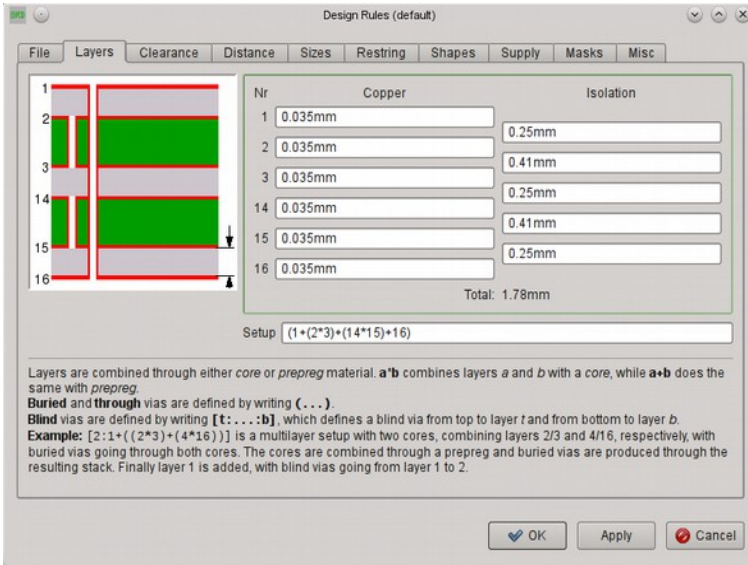 BRD
Design Rules (default)
File Layers Clearance Distance Sizes Restring Shapes Supply Masks Misc
1
2
3
14
15
16
Nr Copper Isolation
1 0.035mm
0.25mm
2 0.035mm
0.41mm
3 0.035mm
0.25mm
14 0.035mm
0.41mm
15 0.035mm
0.25mm
16 0.035mm
Total: 1.78mm
Setup (1+(2*3)+(14*15)+16)
Layers are combined through either core or prepreg material. a*b combines layers a and b with a core, while a+b does the
same with prepreg.
Buried and through vias are defined by writing (...).
Blind vias are defined by writing [t:...:b], which defines a blind via from top to layer t and from bottom to layer b.
Example: [2:1+((2*3)+(4*16))] is a multilayer setup with two cores, combining layers 2/3 and 4/16, respectively, with
buried vias going through both cores. The cores are combined through a prepreg and buried vias are produced through the
resulting stack. Finally layer 1 is added, with blind vias going from layer 1 to 2.
OK Apply Cancel